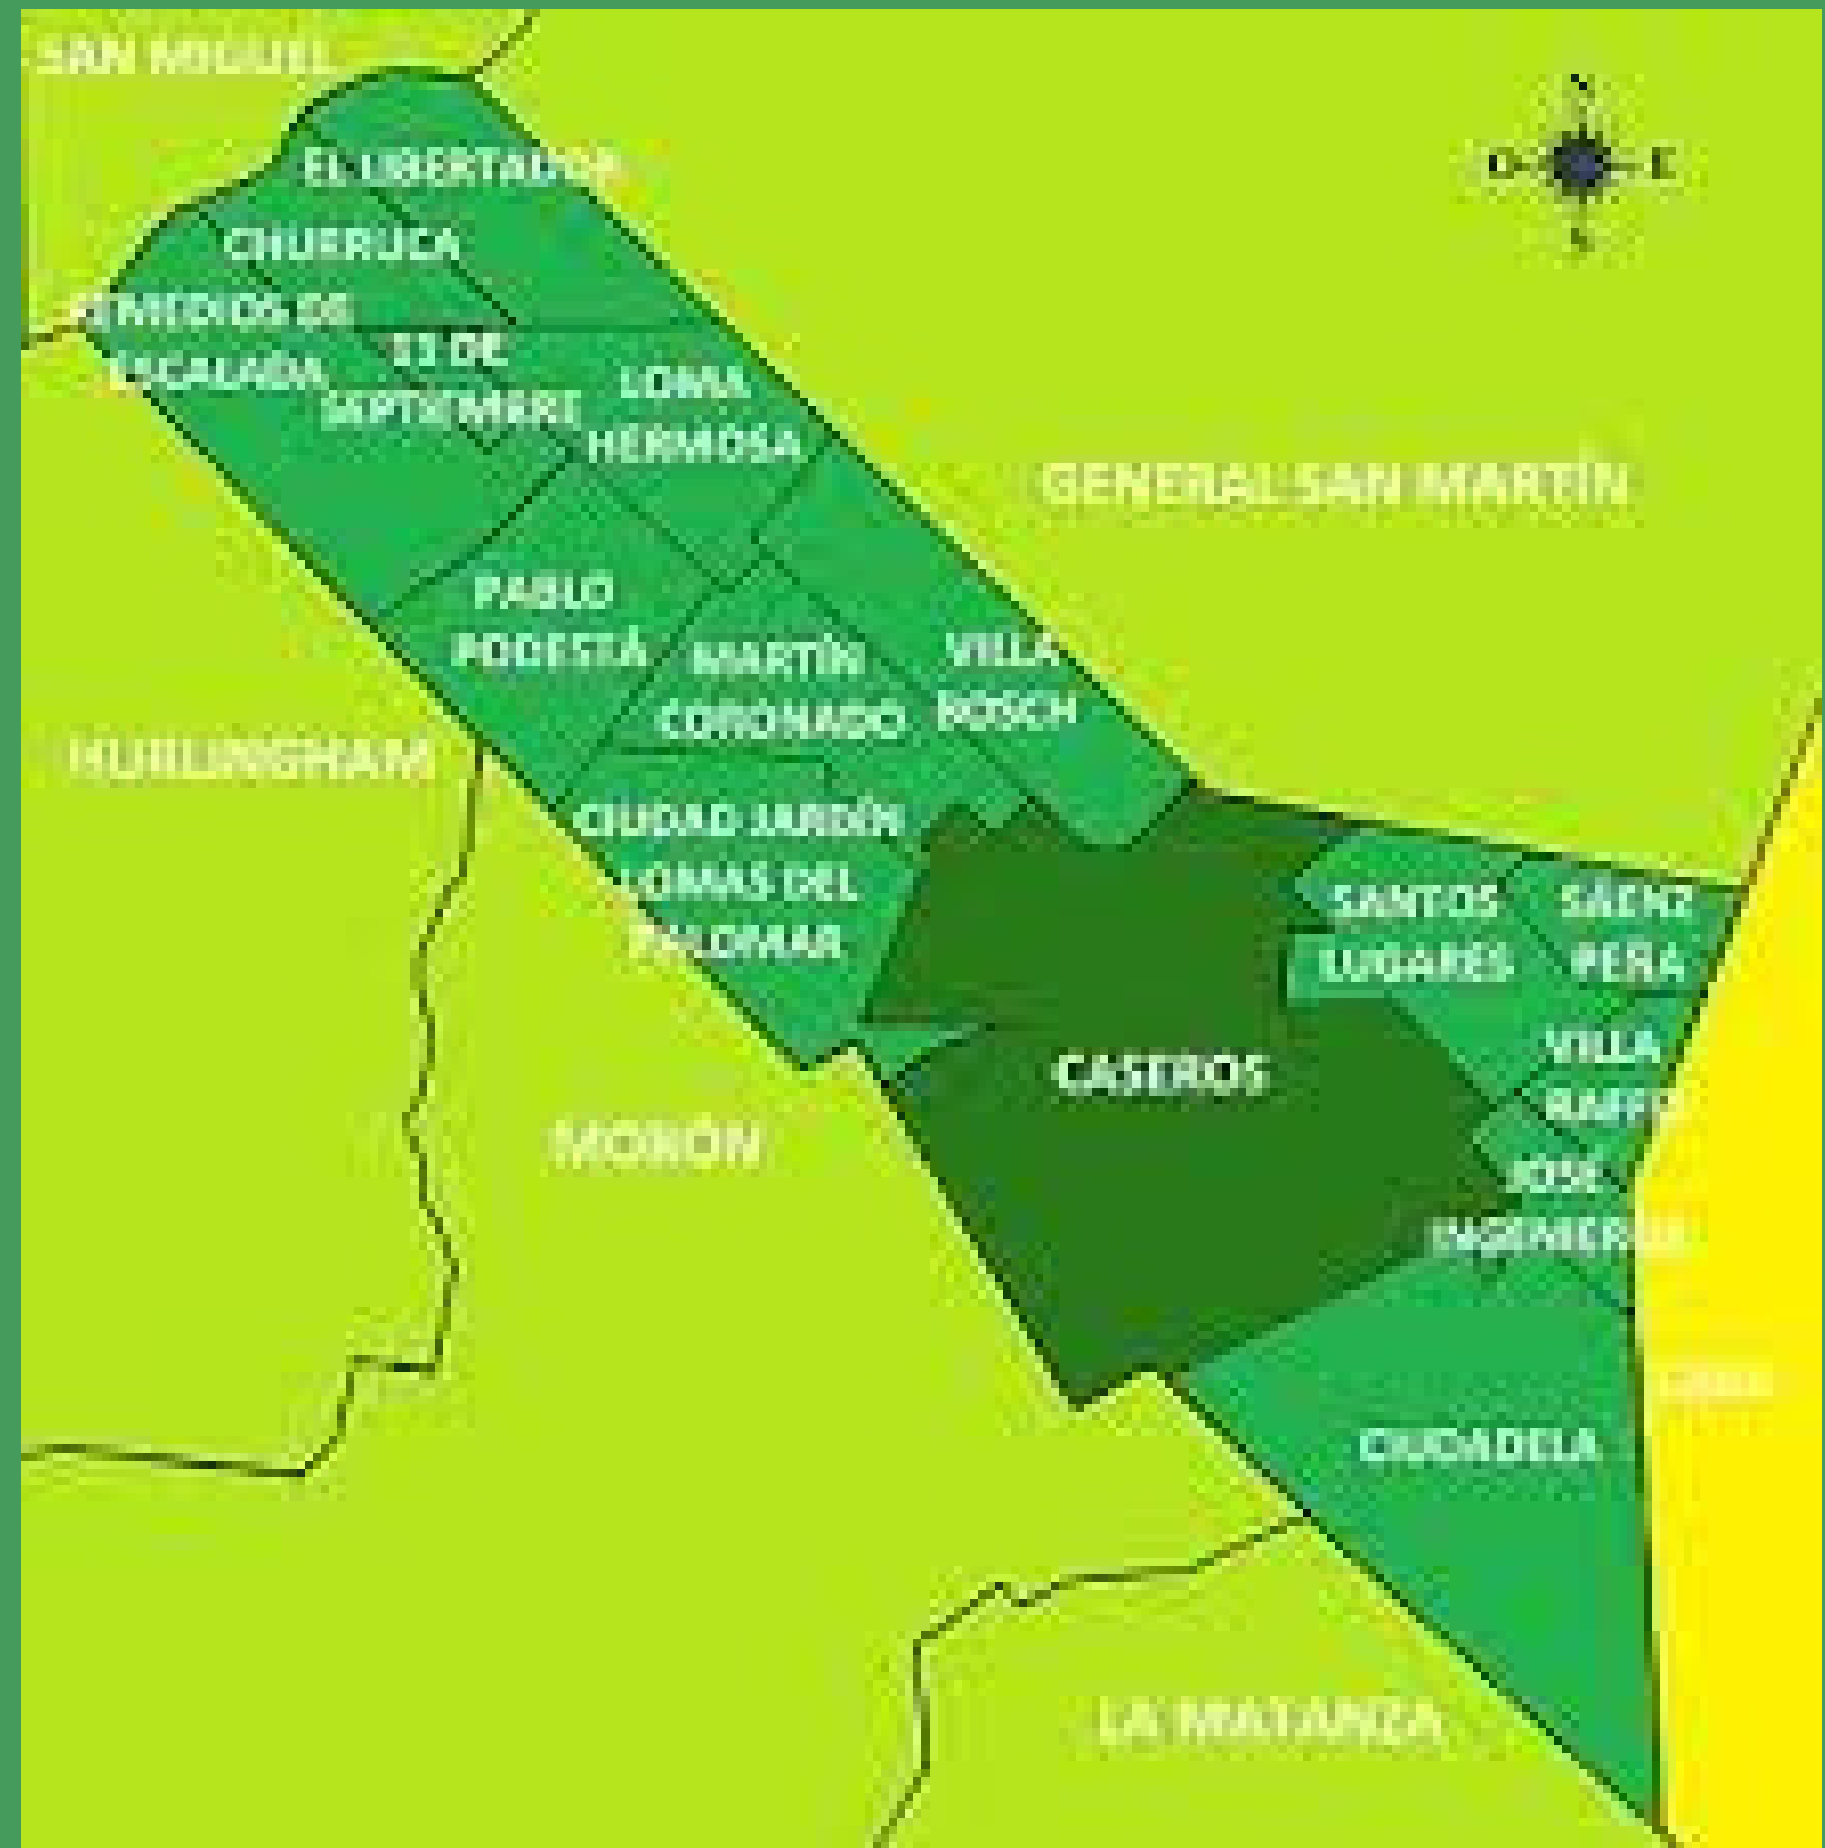 SAN MIGUEL
N
O
E
S
EL LIBERTADOR
CHURRUCA
REMEDIOS DE
ESCALADA
11 DE
SEPTIEMBRE
LOMA
HERMOSA
GENERAL SAN MARTÍN
PABLO
PODESTÁ
MARTÍN
CORONADO
VILLA
BOSCH
HURLINGHAM
CIUDAD JARDÍN
LOMAS DEL
PALOMAR
SANTOS
LUGARES
SÁENZ
PEÑA
CASEROS
VILLA
RAFFO
MORÓN
JOSÉ
INGENIEROS
CIUDADELA
LA MATANZA